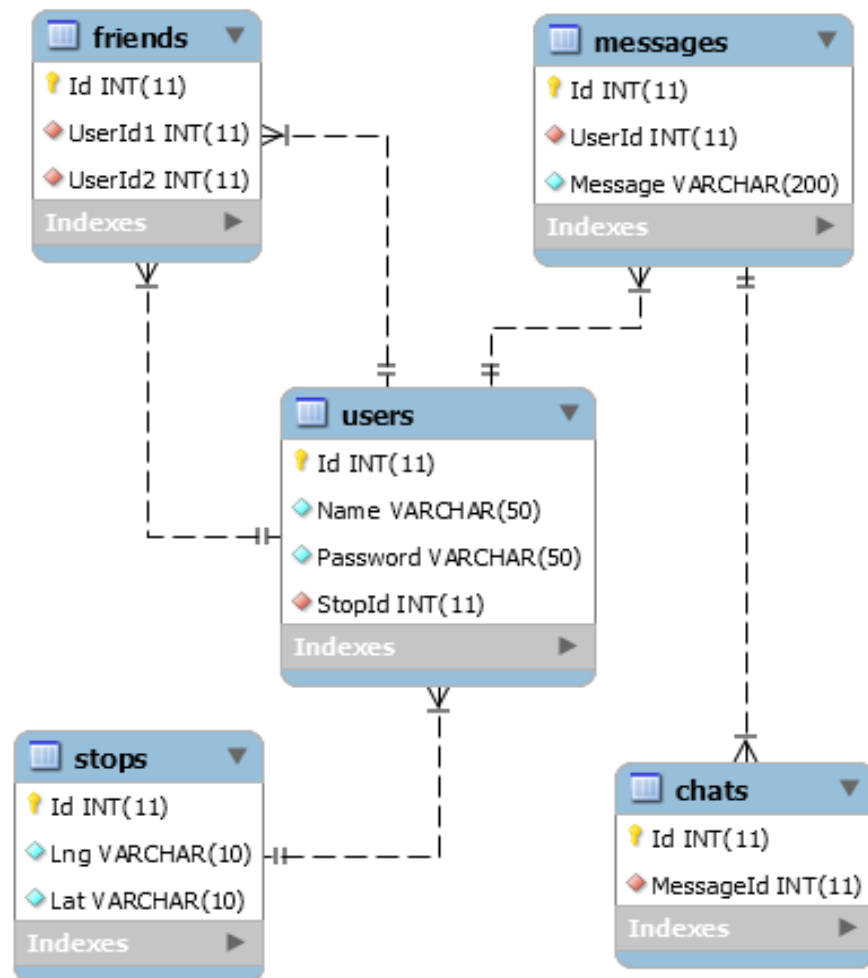 friends
Id INT(11)
UserId1 INT(11)
UserId2 INT(11)
Indexes
messages
Id INT(11)
UserId INT(11)
Message VARCHAR(200)
Indexes
users
Id INT(11)
Name VARCHAR(50)
Password VARCHAR(50)
StopId INT(11)
Indexes
stops
Id INT(11)
Lng VARCHAR(10)
Lat VARCHAR(10)
Indexes
chats
Id INT(11)
MessageId INT(11)
Indexes